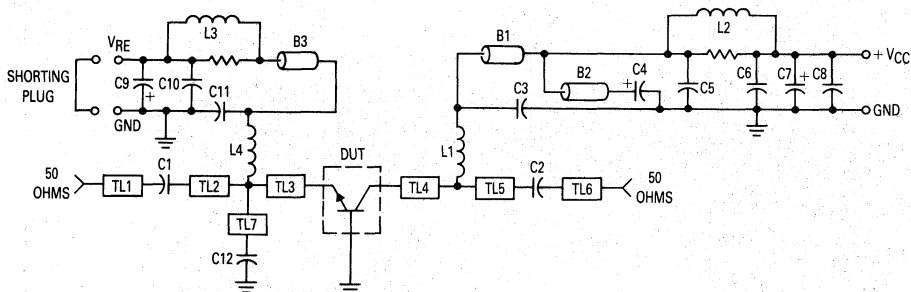 L3
V_RE
B3
C9
C10
+
C11
GND
SHORTING
PLUG
L4
50
OHMS
TL1
C1
TL2
TL3
TL7
C12
DUT
B1
B2
C4
+
C3
L1
TL4
TL5
C2
TL6
50
OHMS
L2
C5
C6
C7
+
C8
+ V_CC
GND